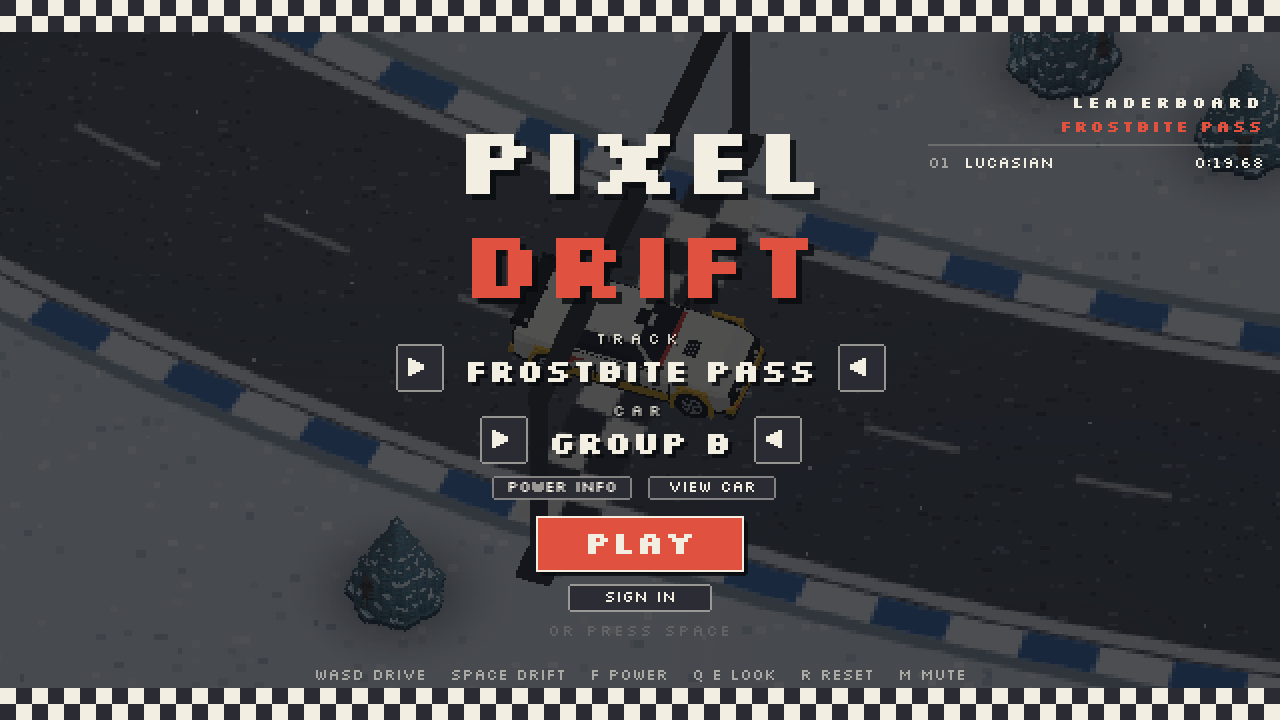 LEADERBOARD
FROSTBITE PASS
01 LUCASIAN 0:19.68
PIXEL
DRIFT
TRACK
FROSTBITE PASS
CAR
GROUP B
POWER INFO VIEW CAR
PLAY
SIGN IN
OR PRESS SPACE
WASD DRIVE SPACE DRIFT F POWER Q E LOOK R RESET M MUTE